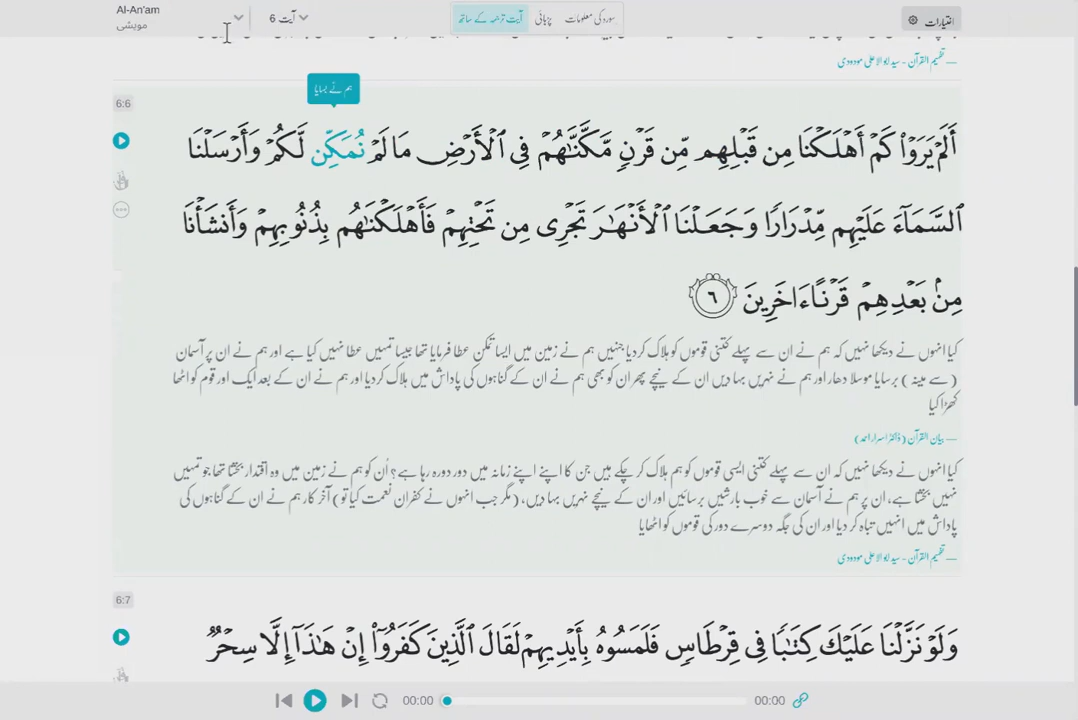 Al-An'am
مویشی
آیت 6
آیت ترجمہ کے ساتھ
پڑہائی
سورہ کی معلومات
اختیارات
— تفہیم القرآن - سید ابو الاعلیٰ مودودی
6:6
ہم نے بسایا
أَلَمْ يَرَوْا۟ كَمْ أَهْلَكْنَا مِن قَبْلِهِم مِّن قَرْنٍ مَّكَّنَّـٰهُمْ فِى ٱلْأَرْضِ مَا لَمْ نُمَكِّن لَّكُمْ وَأَرْسَلْنَا
ٱلسَّمَآءَ عَلَيْهِم مِّدْرَارًا وَجَعَلْنَا ٱلْأَنْهَـٰرَ تَجْرِى مِن تَحْتِهِمْ فَأَهْلَكْنَـٰهُم بِذُنُوبِهِمْ وَأَنشَأْنَا
مِنۢ بَعْدِهِمْ قَرْنًا ءَاخَرِينَ ٦
کیا انہوں نے دیکھا نہیں کہ ہم نے ان سے پہلے کتنی قوموں کو ہلاک کردیا جنہیں ہم نے زمین میں ایسا تمکن عطا فرمایا تھا جیسا تمہیں عطا نہیں کیا ہے اور ہم نے ان پر آسمان
(سے مینہ) برسایا موسلا دھار اور ہم نے نہریں بہا دیں ان کے نیچے پھر ان کو بھی ہم نے ان کے گناہوں کی پاداش میں ہلاک کردیا اور ہم نے ان کے بعد ایک اور قوم کو اٹھا
کھڑا کیا
— بیان القرآن (ڈاکٹر اسرار احمد)
کیا انہوں نے دیکھا نہیں کہ ان سے پہلے کتنی ایسی قوموں کو ہم ہلاک کر چکے ہیں جن کا اپنے اپنے زمانہ میں دور دورہ رہا ہے؟ اُن کو ہم نے زمین میں وہ اقتدار بخشا تھا جو تمہیں
نہیں بخشا ہے، ان پر ہم نے آسمان سے خوب بارشیں برسائیں اور ان کے نیچے نہریں بہا دیں، (مگر جب انہوں نے کفران نعمت کیا تو) آخر کار ہم نے ان کے گناہوں کی
پاداش میں انہیں تباہ کر دیا اور ان کی جگہ دوسرے دور کی قوموں کو اٹھایا
— تفہیم القرآن - سید ابو الاعلیٰ مودودی
6:7
وَلَوْ نَزَّلْنَا عَلَيْكَ كِتَـٰبًا فِى قِرْطَاسٍ فَلَمَسُوهُ بِأَيْدِيهِمْ لَقَالَ ٱلَّذِينَ كَفَرُوٓا۟ إِنْ هَـٰذَآ إِلَّا سِحْرٌ
00:00
00:00